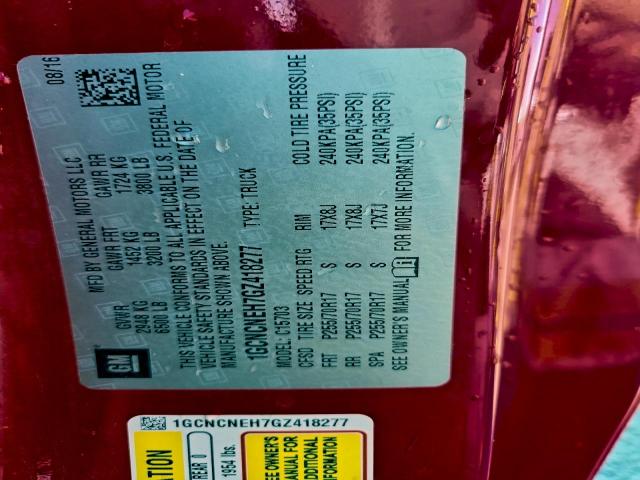 MFD BY GENERAL MOTORS LLC 08/16
GVWR GAWR FRT GAWR RR
2948 KG 1452 KG 1724 KG
6500 LB 3200 LB 3800 LB
GM
THIS VEHICLE CONFORMS TO ALL APPLICABLE U.S. FEDERAL MOTOR
VEHICLE SAFETY STANDARDS IN EFFECT ON THE DATE OF
MANUFACTURE SHOWN ABOVE.
1GCNCNEH7GZ418277 TYPE: TRUCK
MODEL: C15703
CFSD TIRE SIZE SPEED RTG RIM COLD TIRE PRESSURE
FRT P255/70R17 S 17X8J 240KPA(35PSI)
RR P255/70R17 S 17X8J 240KPA(35PSI)
SPA P255/70R17 S 17X7J 240KPA(35PSI)
SEE OWNER'S MANUAL FOR MORE INFORMATION.
1GCNCNEH7GZ418277
REAR 0
1954 lbs.
SEE OWNER'S
MANUAL FOR
ADDITIONAL
INFORMATION